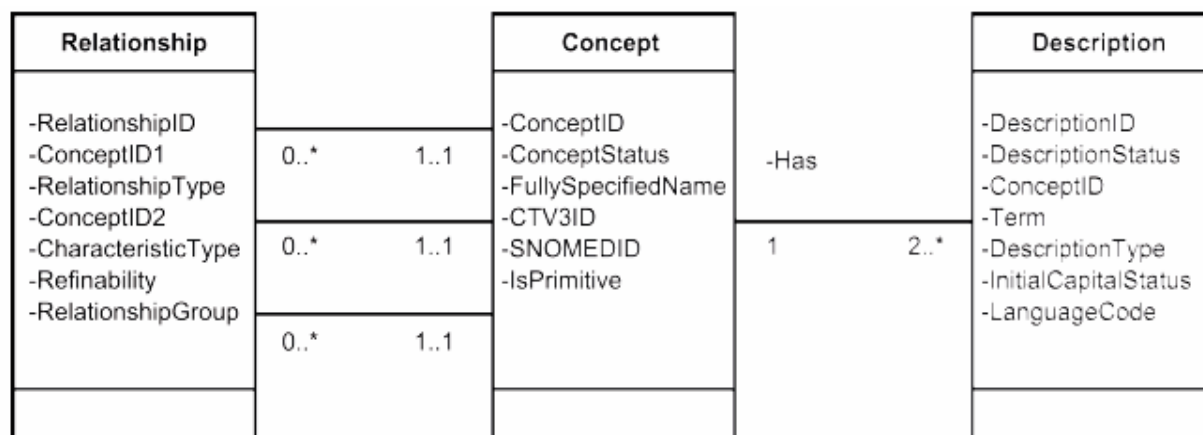 Relationship
-RelationshipID
-ConceptID1
-RelationshipType
-ConceptID2
-CharacteristicType
-Refinability
-RelationshipGroup
0..* 1..1
0..* 1..1
0..* 1..1
Concept
-ConceptID
-ConceptStatus
-FullySpecifiedName
-CTV3ID
-SNOMEDID
-IsPrimitive
-Has
1 2..*
Description
-DescriptionID
-DescriptionStatus
-ConceptID
-Term
-DescriptionType
-InitialCapitalStatus
-LanguageCode